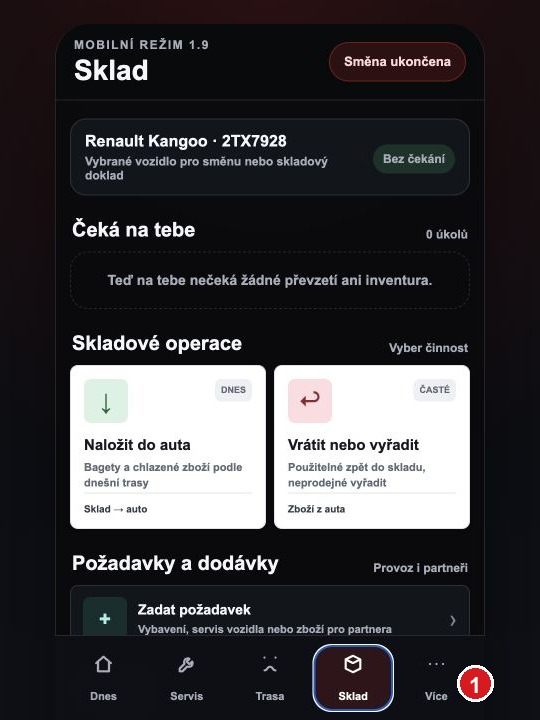 MOBILNÍ REŽIM 1.9
Sklad
Směna ukončena
Renault Kangoo · 2TX7928
Vybrané vozidlo pro směnu nebo skladový
doklad
Bez čekání
Čeká na tebe
0 úkolů
Teď na tebe nečeká žádné převzetí ani inventura.
Skladové operace
Vyber činnost
↓
DNES
Naložit do auta
Bagety a chlazené zboží podle
dnešní trasy
Sklad → auto
↩
ČASTÉ
Vrátit nebo vyřadit
Použitelné zpět do skladu,
neprodejné vyřadit
Zboží z auta
Požadavky a dodávky
Provoz i partneři
+
Zadat požadavek
Vybavení, servis vozidla nebo zboží pro partnera
›
Dnes
Servis
Trasa
Sklad
Více
1